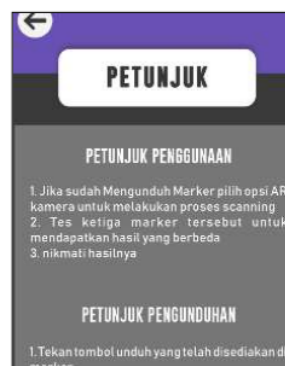 PETUNJUK
PETUNJUK PENGGUNAAN
1. Jika sudah Mengunduh Marker pilih opsi AR
kamera untuk melakukan proses scanning
2. Tes ketiga marker tersebut untuk
mendapatkan hasil yang berbeda
3. nikmati hasilnya
PETUNJUK PENGUNDUHAN
1.Tekan tombol unduh yang telah disediakan di
marker